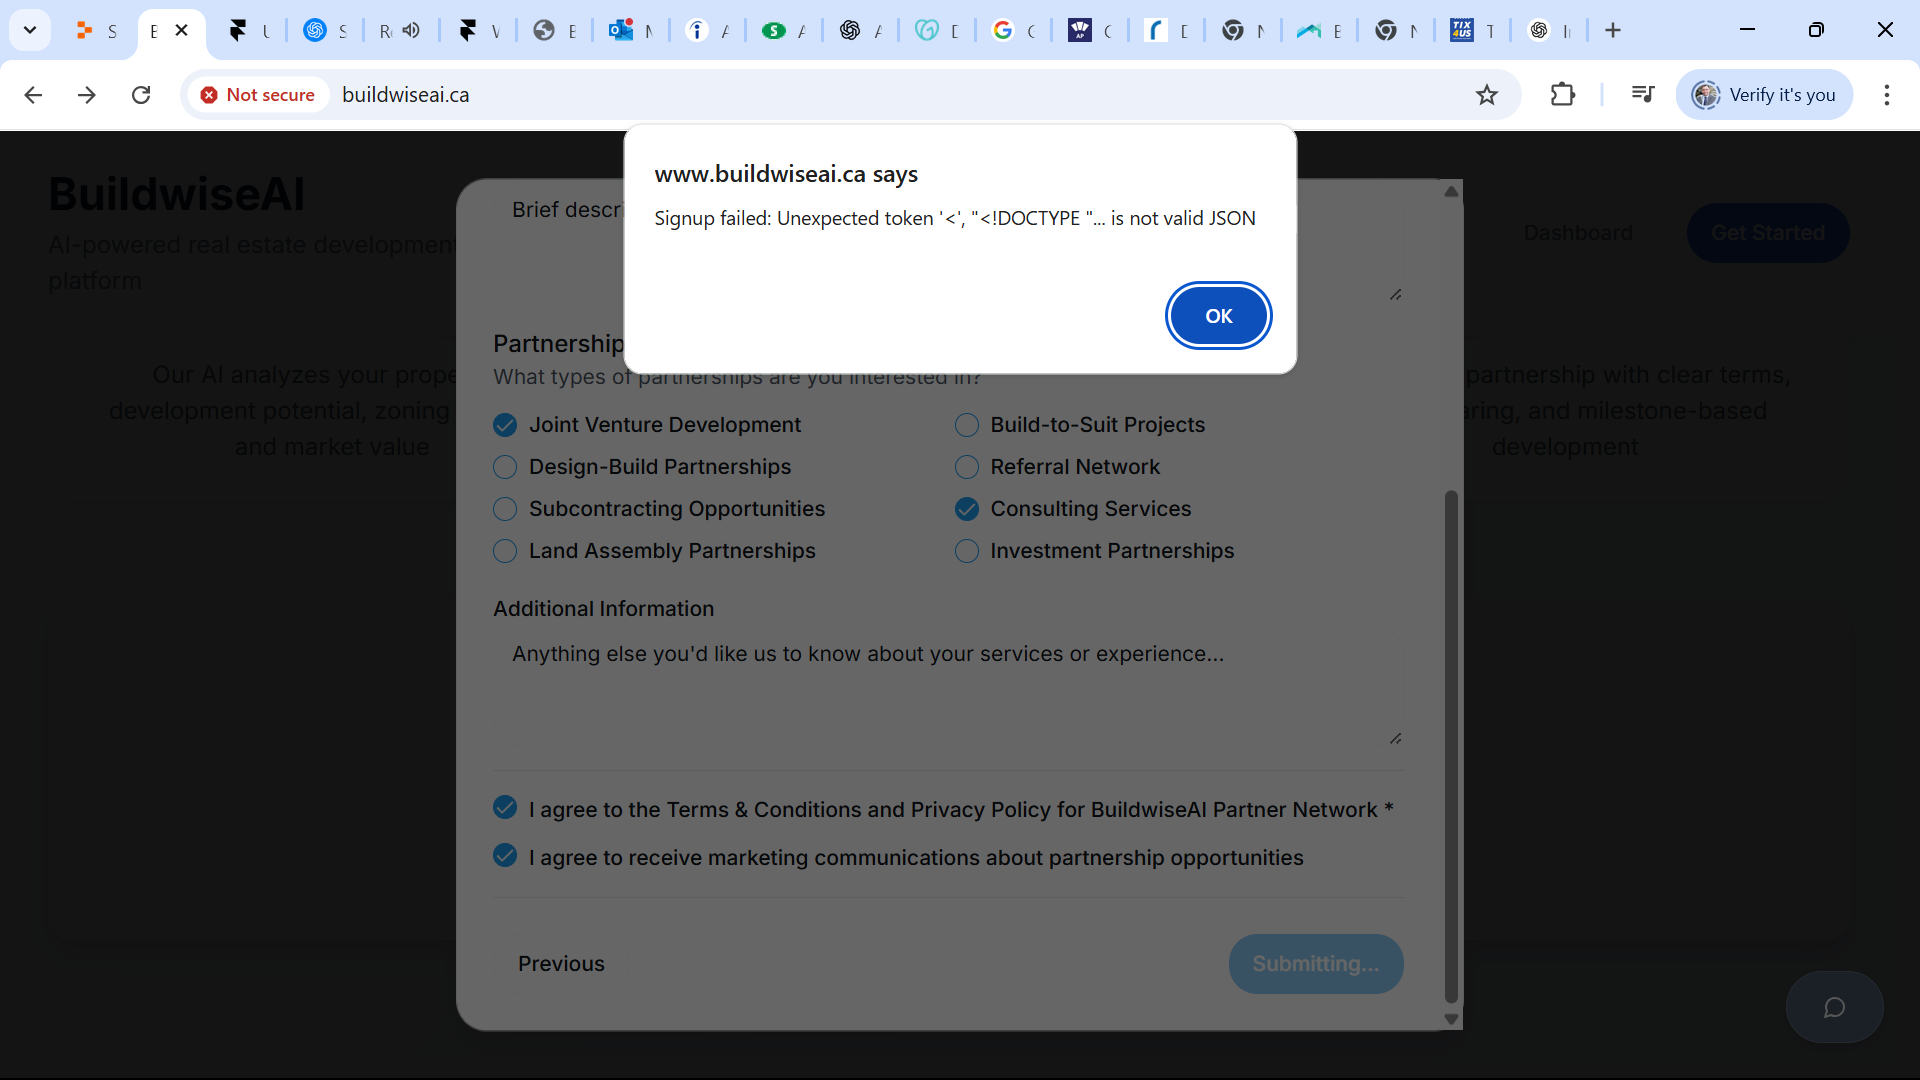 Not secure
buildwiseai.ca
Verify it's you
www.buildwiseai.ca says
Signup failed: Unexpected token '<', "<!DOCTYPE "... is not valid JSON
OK
BuildwiseAI
AI-powered real estate development
platform
Dashboard
Get Started
Brief descri
Our AI analyzes your prope
development potential, zoning
and market value
partnership with clear terms,
aring, and milestone-based
development
Partnership
What types of partnerships are you interested in?
Joint Venture Development
Build-to-Suit Projects
Design-Build Partnerships
Referral Network
Subcontracting Opportunities
Consulting Services
Land Assembly Partnerships
Investment Partnerships
Additional Information
Anything else you'd like us to know about your services or experience...
I agree to the Terms & Conditions and Privacy Policy for BuildwiseAI Partner Network *
I agree to receive marketing communications about partnership opportunities
Previous
Submitting...